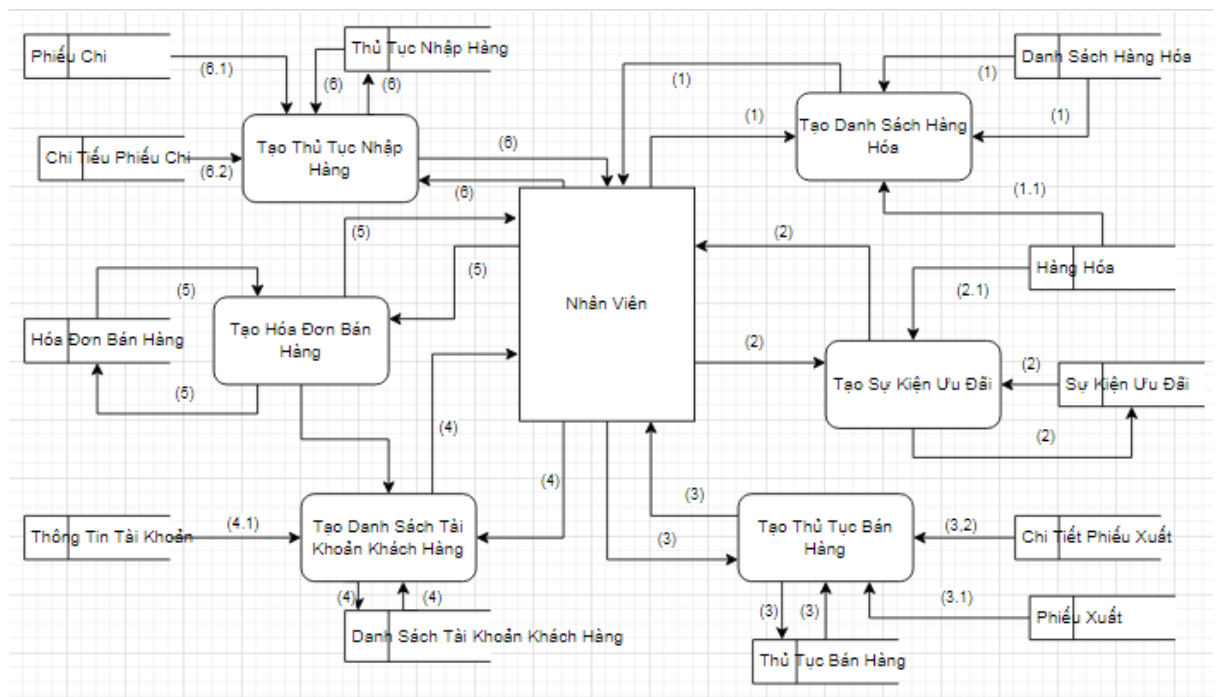 Phiếu Chi
(6.1)
Thủ Tục Nhập Hàng
(6)
(6)
(1)
(1)
Danh Sách Hàng Hóa
(1)
(1)
Tạo Danh Sách Hàng
Hóa
Chi Tiếu Phiếu Chi
(6.2)
Tạo Thủ Tục Nhập
Hàng
(6)
(6)
(1.1)
(5)
(5)
(2)
Hàng Hóa
(2.1)
(5)
Nhân Viên
Hóa Đơn Bán Hàng
Tạo Hóa Đơn Bán
Hàng
(5)
(2)
Tạo Sự Kiện Ưu Đãi
(2)
Sự Kiện Ưu Đãi
(2)
(4)
(4)
(3)
Thông Tin Tài Khoản
(4.1)
Tạo Danh Sách Tài
Khoản Khách Hàng
(3)
Tạo Thủ Tục Bán
Hàng
(3.2)
Chi Tiết Phiếu Xuất
(4)
(4)
Danh Sách Tài Khoản Khách Hàng
(3)
(3)
(3.1)
Phiếu Xuất
Thủ Tục Bán Hàng